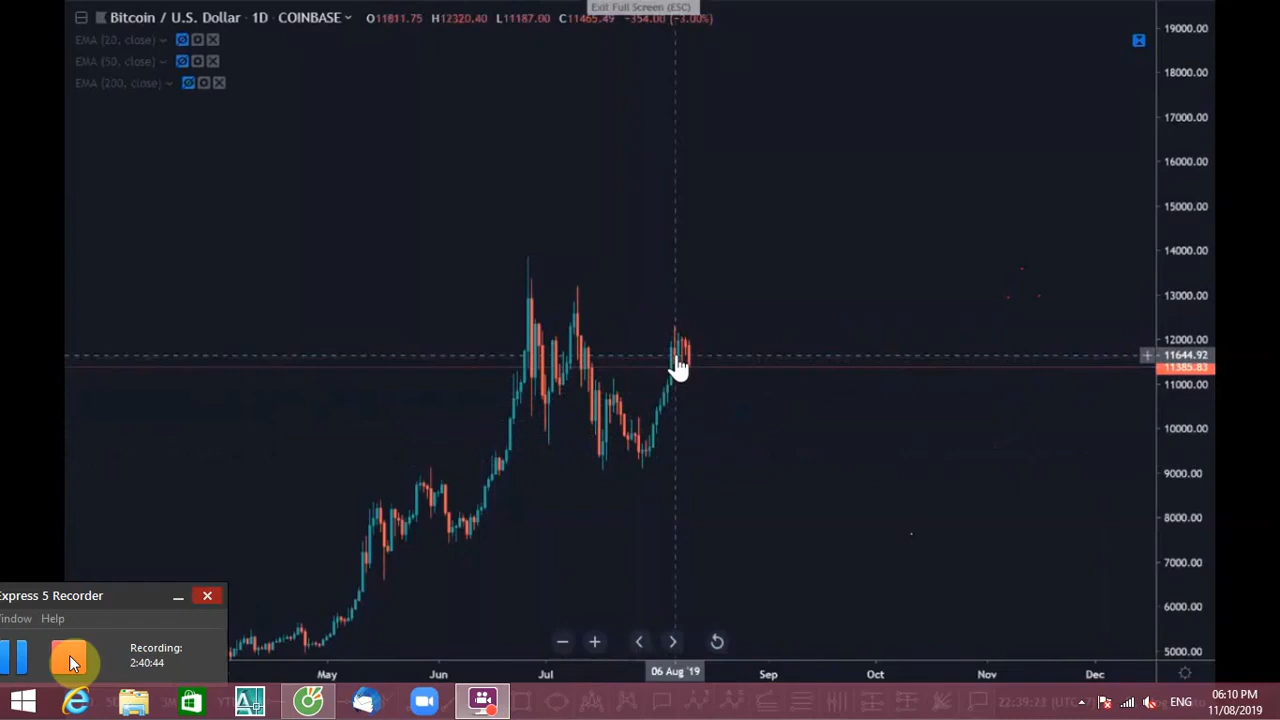 Exit Full Screen (ESC)
Bitcoin / U.S. Dollar · 1D · COINBASE
O11811.75 H12320.40 L11187.00 C11465.49 −354.00 (−3.00%)
EMA (20, close)
EMA (50, close)
EMA (200, close)
19000.00
18000.00
17000.00
16000.00
15000.00
14000.00
13000.00
12000.00
11644.92
11385.83
11000.00
10000.00
9000.00
8000.00
7000.00
6000.00
5000.00
Express 5 Recorder
Help
Recording:
2:40:44
May Jun Jul 06 Aug '19 Sep Oct Nov Dec
ENG
06:10 PM
11/08/2019